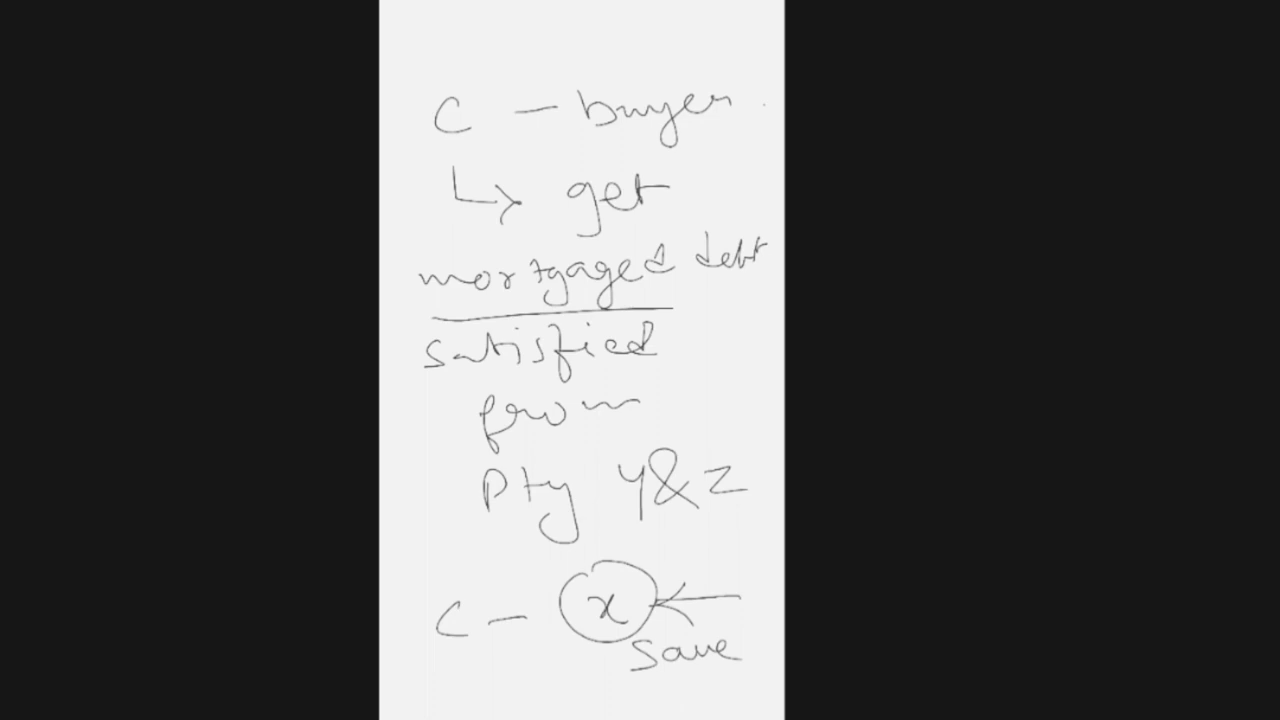 C - buyer.
↳ get
mortgaged debt
satisfied
from
Pty Y & Z
C - x ←
save